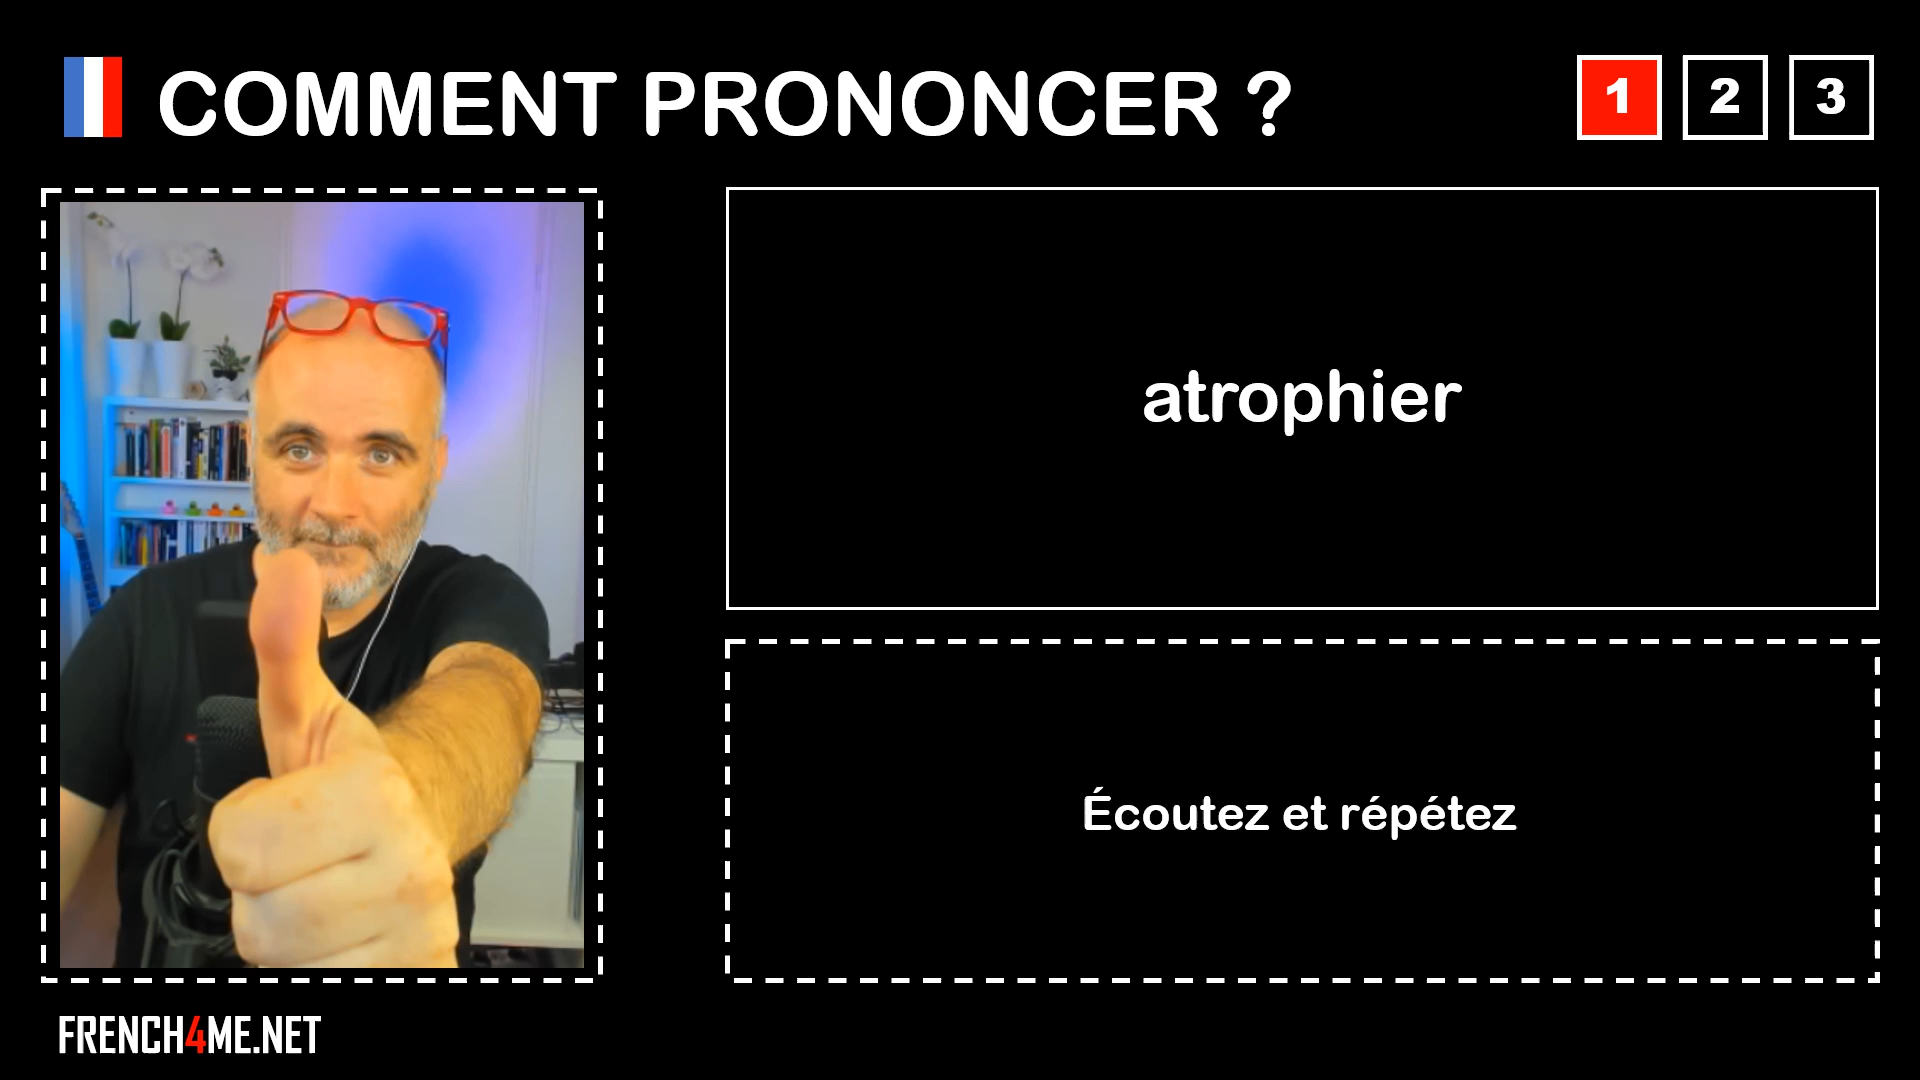 COMMENT PRONONCER ?
1 2 3
atrophier
Écoutez et répétez
FRENCH4ME.NET